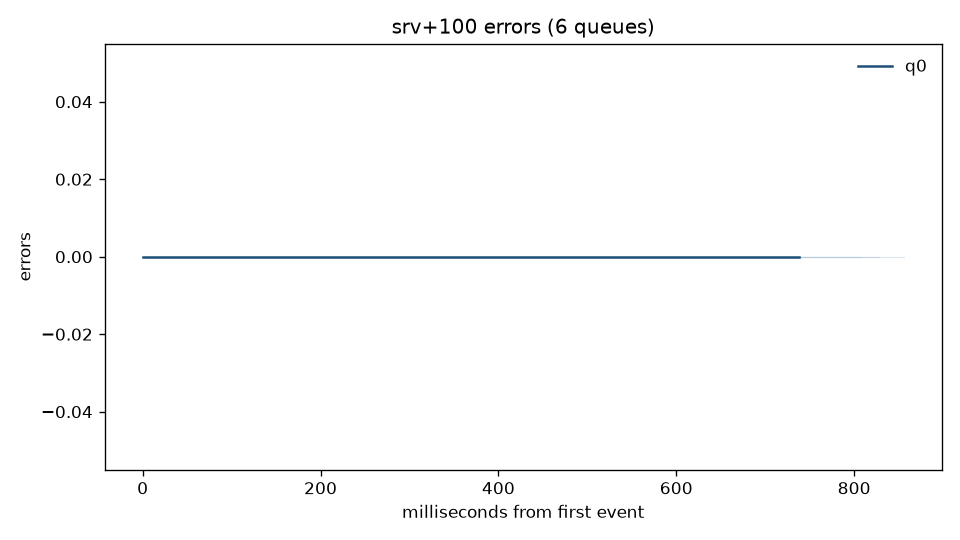 srv+100 errors (6 queues)
q0
0.04
0.02
0.00
−0.02
−0.04
errors
0 200 400 600 800
milliseconds from first event